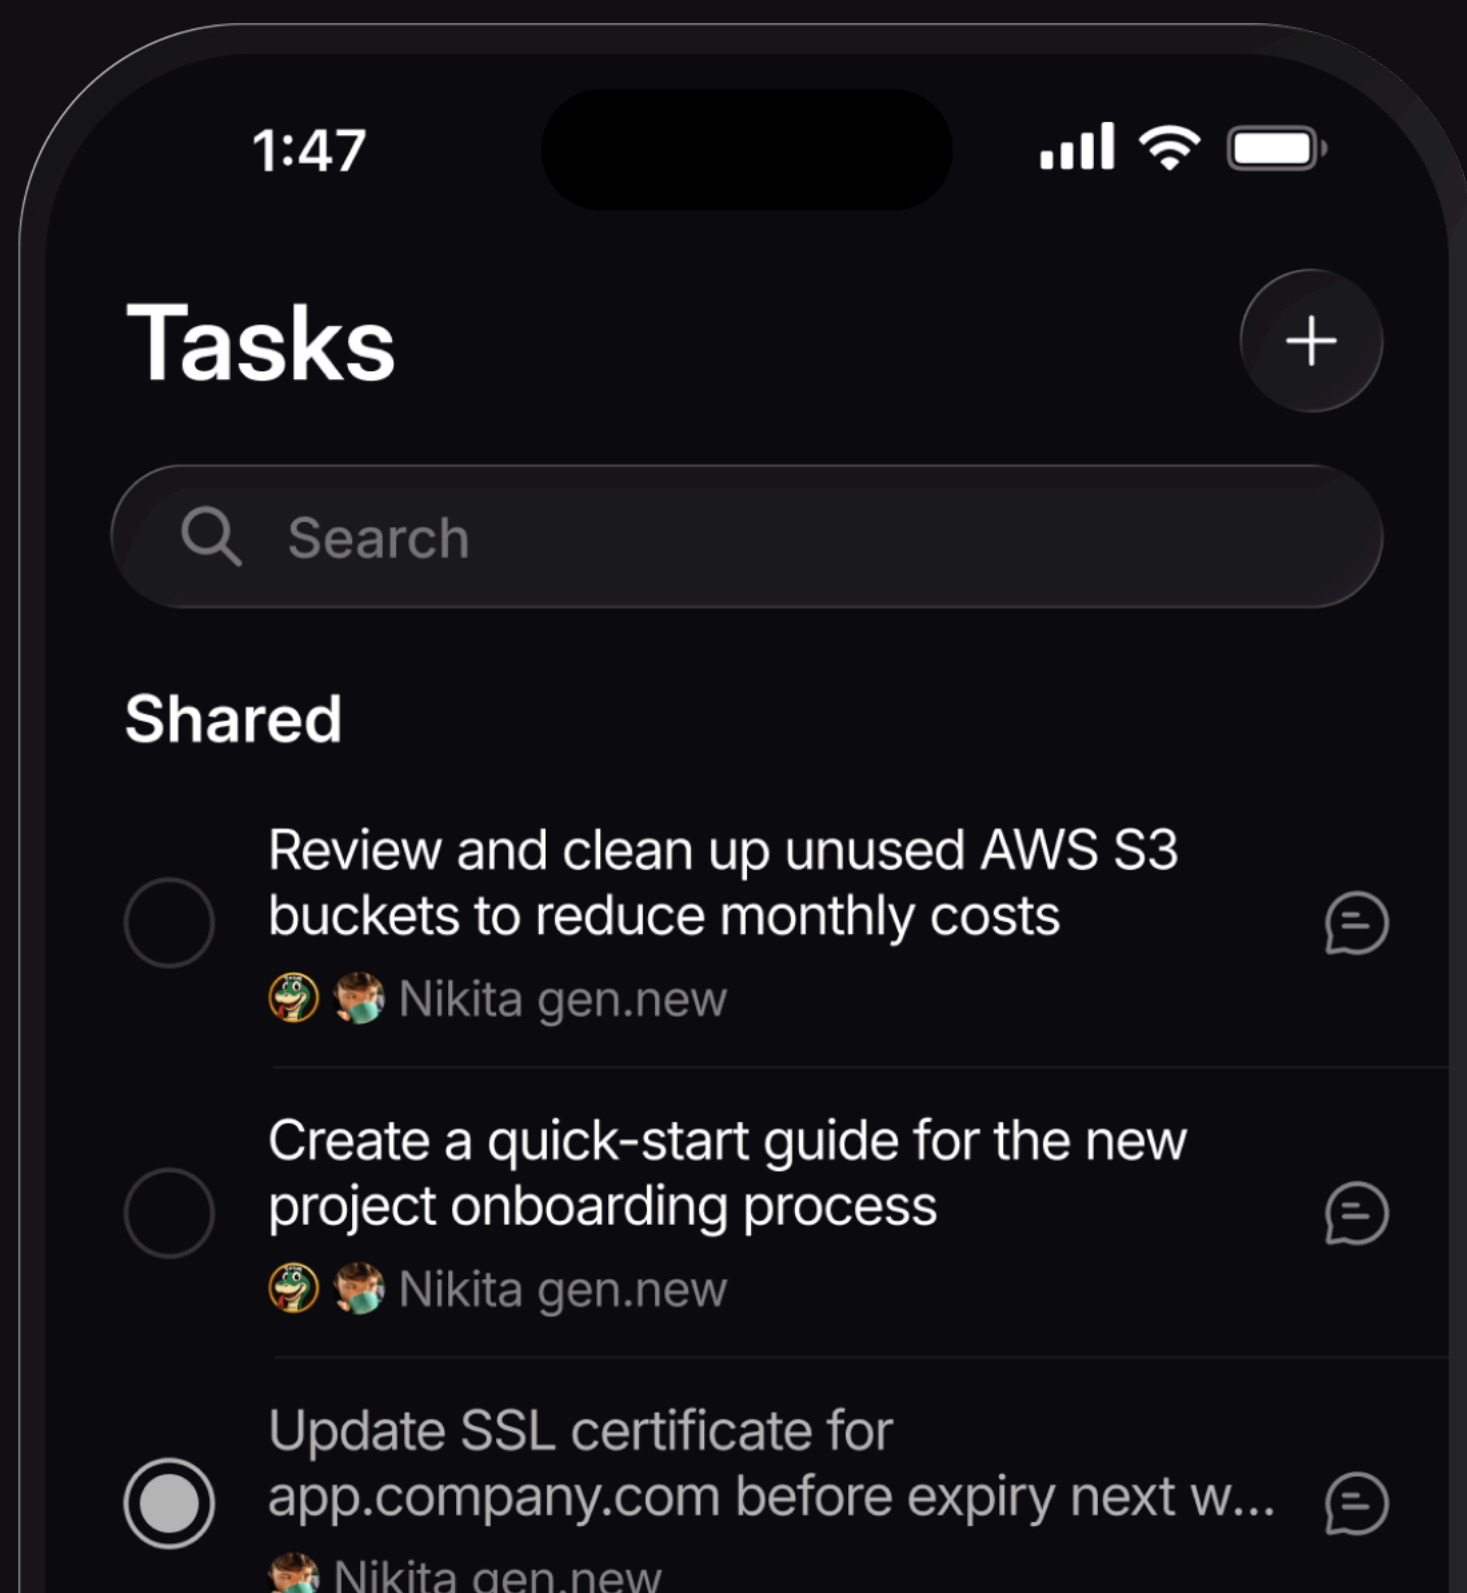 1:47
Tasks
Search
Shared
Review and clean up unused AWS S3
buckets to reduce monthly costs
Nikita gen.new
Create a quick-start guide for the new
project onboarding process
Nikita gen.new
Update SSL certificate for
app.company.com before expiry next w...
Nikita gen.new